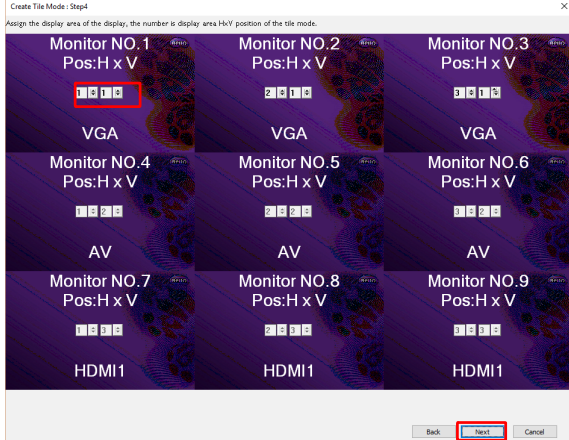 Create Tile Mode : Step4
Assign the display area of the display, the number is display area HxY position of the tile mode.
Monitor NO.1 Monitor NO.2 Monitor NO.3
Pos:H x V Pos:H x V Pos:H x V
1 1 2 1 3 1
VGA VGA VGA
Monitor NO.4 Monitor NO.5 Monitor NO.6
Pos:H x V Pos:H x V Pos:H x V
1 2 2 2 3 2
AV AV AV
Monitor NO.7 Monitor NO.8 Monitor NO.9
Pos:H x V Pos:H x V Pos:H x V
1 3 2 3 3 3
HDMI1 HDMI1 HDMI1
Back Next Cancel